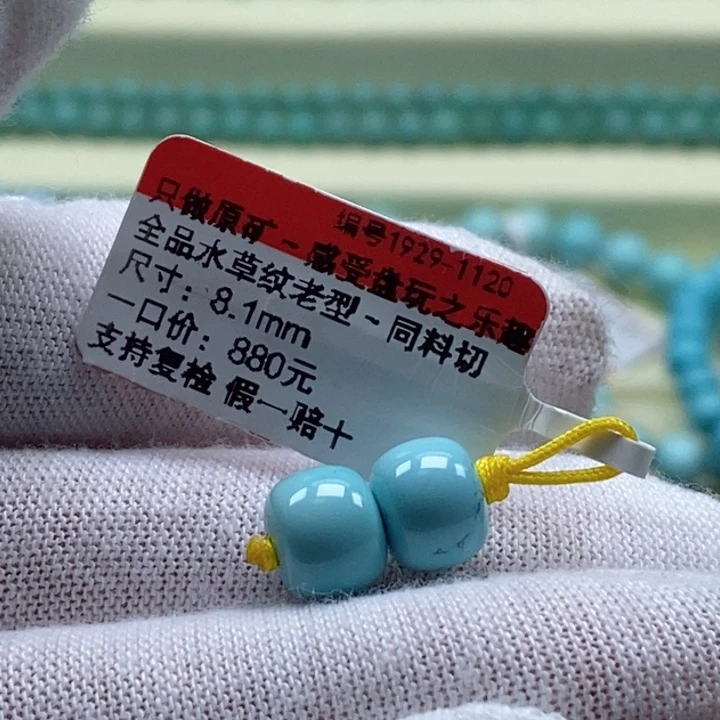 编号1929-1120
只做原矿~感受盘玩之乐趣
全品水草纹老型~同料切
尺寸：8.1mm
一口价：880元
支持复检 假一赔十